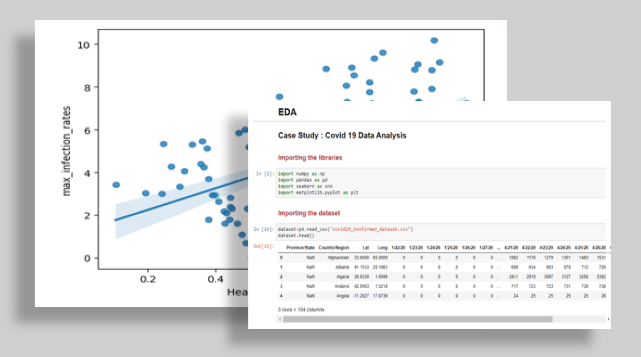 10
8
6
4
2
0
max_infection_rates
0.2
0.4
Hea
EDA
Case Study : Covid 19 Data Analysis
Importing the libraries
In [1]: import numpy as np
import pandas as pd
import seaborn as sns
import matplotlib.pyplot as plt
Importing the dataset
dataset=pd.read_csv("covid19_Confirmed_dataset.csv")
dataset.head()
Province/State Country/Region Lat Long 1/22/20 1/23/20 1/24/20 1/25/20 1/26/20 1/27/20 ... 4/21/20 4/22/20 4/23/20 4/24/20 4/25/20 4/26/20
0 NaN Afghanistan 33.0000 65.0000 0 0 0 0 0 0 ... 1092 1176 1279 1351 1463 1531
1 NaN Albania 41.1533 20.1683 0 0 0 0 0 0 ... 609 634 663 678 712 726
2 NaN Algeria 28.0339 1.6596 0 0 0 0 0 0 ... 2811 2910 3007 3127 3256 3382
3 NaN Andorra 42.5063 1.5218 0 0 0 0 0 0 ... 717 723 723 731 738 738
4 NaN Angola -11.2027 17.8739 0 0 0 0 0 0 ... 24 25 25 25 25 26
5 rows × 104 columns